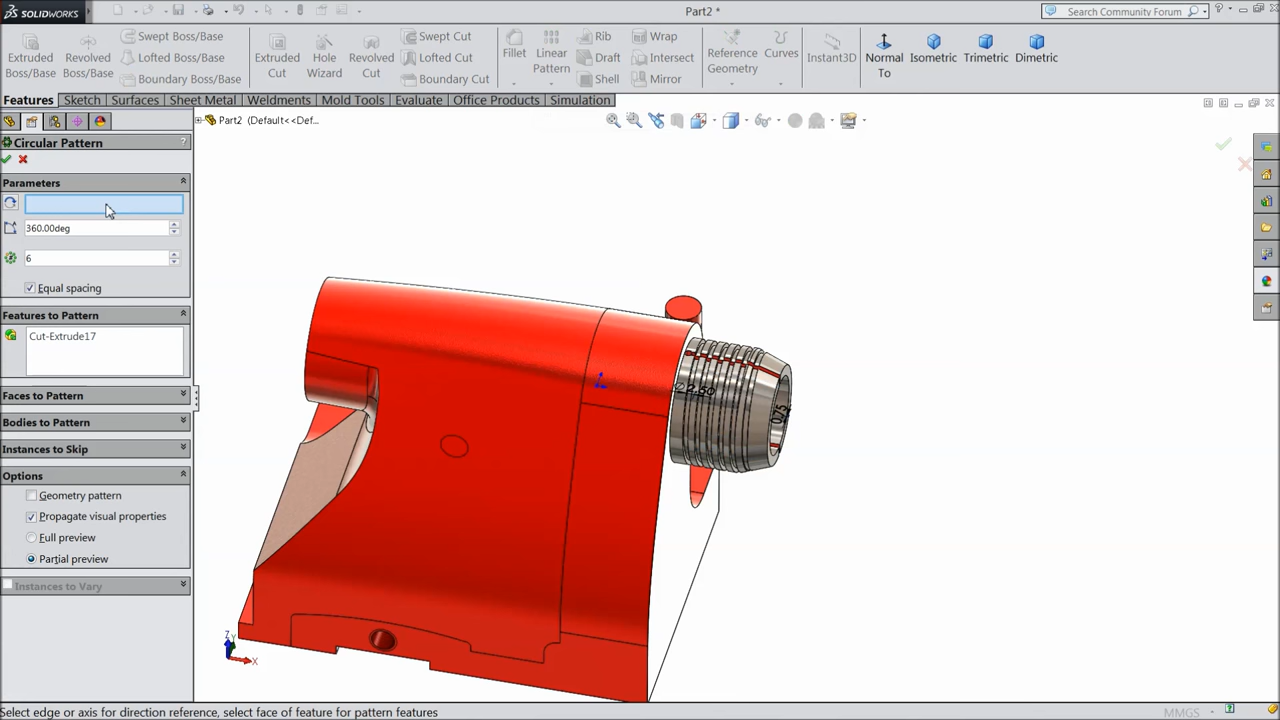 SOLIDWORKS
Part2 *
Search Community Forum
Extruded Boss/Base
Revolved Boss/Base
Swept Boss/Base
Lofted Boss/Base
Boundary Boss/Base
Extruded Cut
Hole Wizard
Revolved Cut
Swept Cut
Lofted Cut
Boundary Cut
Fillet
Linear Pattern
Rib
Draft
Shell
Wrap
Intersect
Mirror
Reference Geometry
Curves
Instant3D
Normal To
Isometric
Trimetric
Dimetric
Features
Sketch
Surfaces
Sheet Metal
Weldments
Mold Tools
Evaluate
Office Products
Simulation
Part2 (Default<<Def...
Circular Pattern
?
Parameters
360.00deg
6
Equal spacing
Features to Pattern
Cut-Extrude17
Faces to Pattern
Bodies to Pattern
Instances to Skip
Options
Geometry pattern
Propagate visual properties
Full preview
Partial preview
Instances to Vary
2.50
0.75
Z
Y
X
Select edge or axis for direction reference, select face of feature for pattern features
MMGS